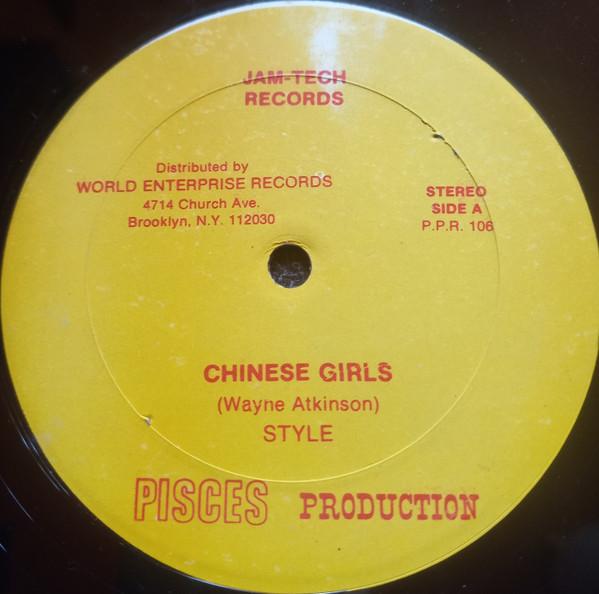 JAM-TECH
RECORDS
Distributed by
WORLD ENTERPRISE RECORDS
4714 Church Ave.
Brooklyn, N.Y. 112030
STEREO
SIDE A
P.P.R. 106
CHINESE GIRLS
(Wayne Atkinson)
STYLE
PISCES PRODUCTION